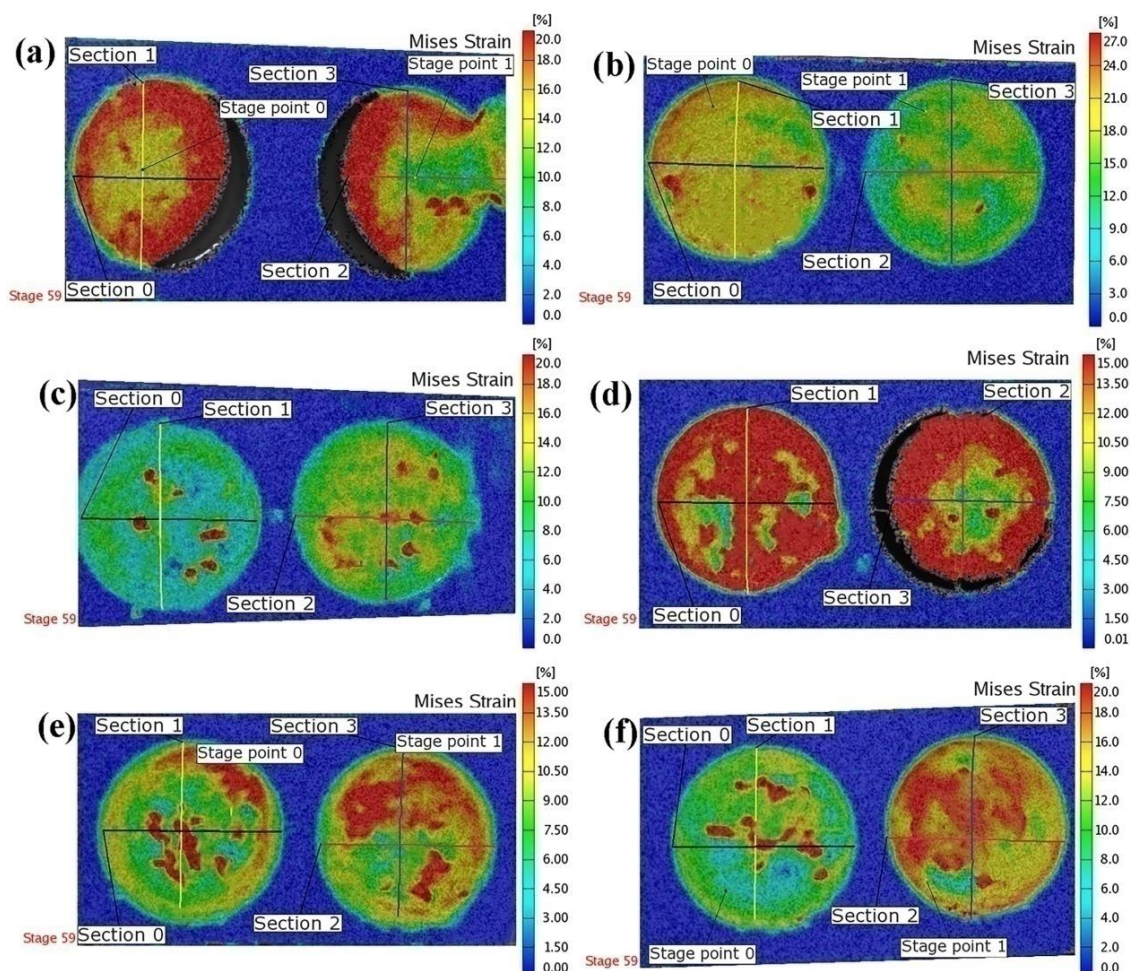 (a)
[%]
Mises Strain
Section 1
Section 3
Stage point 1
Stage point 0
Section 2
Section 0
Stage 59
20.0
18.0
16.0
14.0
12.0
10.0
8.0
6.0
4.0
2.0
0.0
(b)
[%]
Mises Strain
Stage point 0
Stage point 1
Section 3
Section 1
Section 2
Section 0
Stage 59
27.0
24.0
21.0
18.0
15.0
12.0
9.0
6.0
3.0
0.0
(c)
[%]
Mises Strain
Section 0
Section 1
Section 3
Section 2
Stage 59
20.0
18.0
16.0
14.0
12.0
10.0
8.0
6.0
4.0
2.0
0.0
(d)
[%]
Mises Strain
Section 1
Section 2
Section 3
Section 0
Stage 59
15.00
13.50
12.00
10.50
9.00
7.50
6.00
4.50
3.00
1.50
0.01
(e)
[%]
Mises Strain
Section 1
Section 3
Stage point 0
Stage point 1
Section 2
Section 0
Stage 59
15.00
13.50
12.00
10.50
9.00
7.50
6.00
4.50
3.00
1.50
0.00
(f)
[%]
Mises Strain
Section 3
Section 0
Section 1
Section 2
Stage point 0
Stage point 1
Stage 59
20.0
18.0
16.0
14.0
12.0
10.0
8.0
6.0
4.0
2.0
0.0